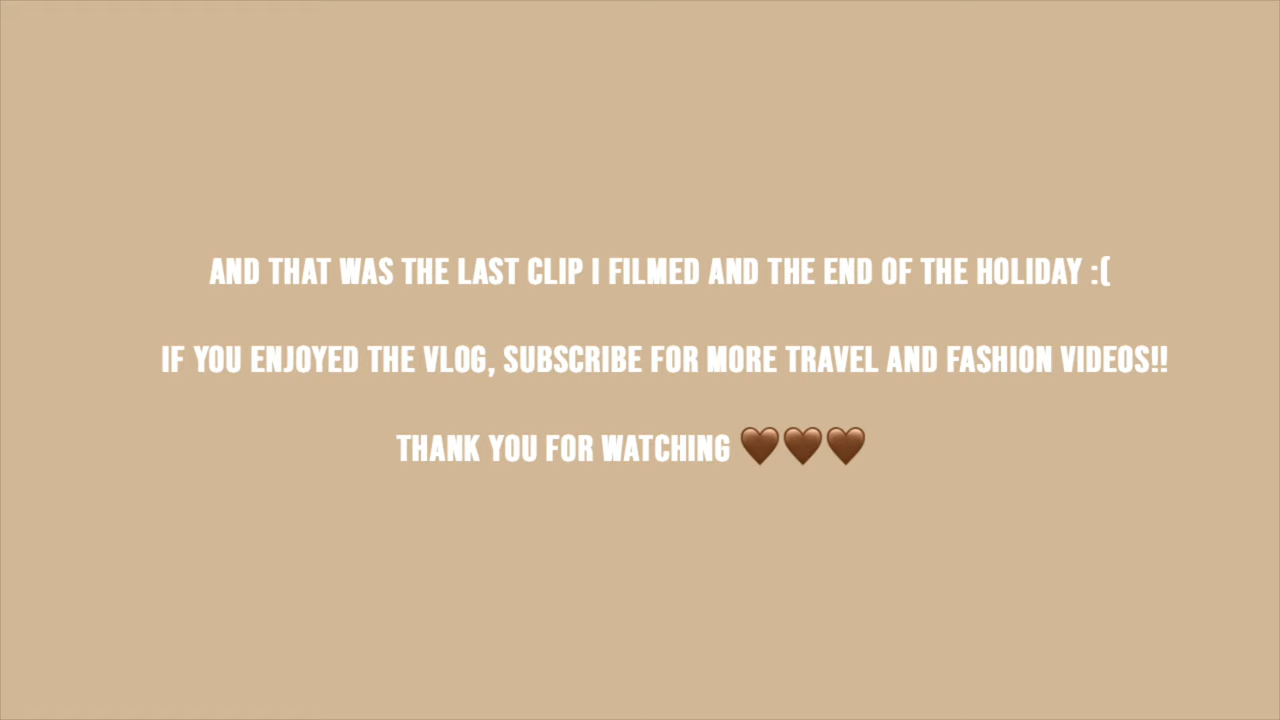 AND THAT WAS THE LAST CLIP I FILMED AND THE END OF THE HOLIDAY :(
IF YOU ENJOYED THE VLOG, SUBSCRIBE FOR MORE TRAVEL AND FASHION VIDEOS!!
THANK YOU FOR WATCHING 🤎🤎🤎